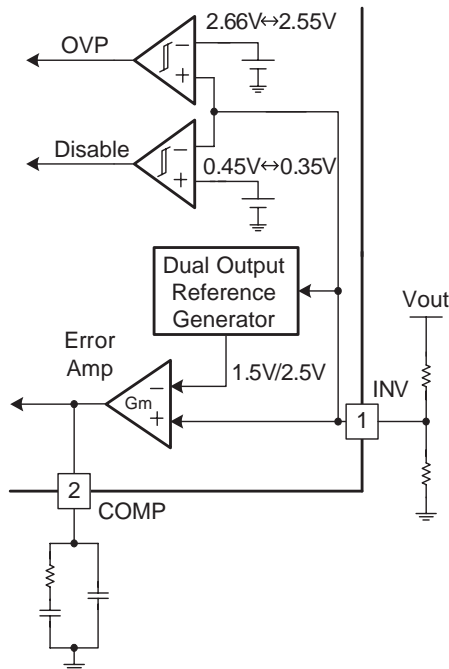 OVP
2.66V↔2.55V
−
+
Disable
−
+
0.45V↔0.35V
Dual Output
Reference
Generator
Vout
Error
Amp
1.5V/2.5V
INV
Gm
−
+
1
2
COMP